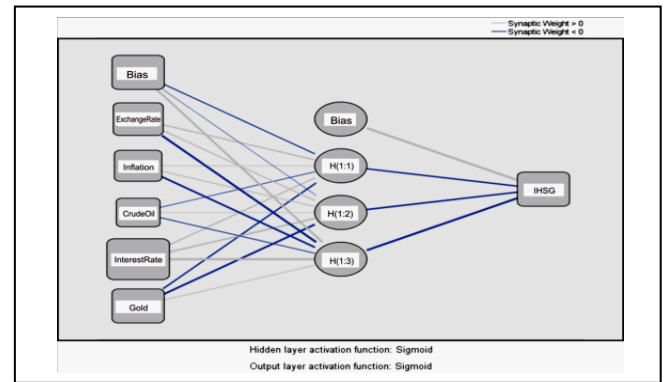 Synaptic Weight > 0
Synaptic Weight < 0
Bias
ExchangeRate
Bias
Inflation
H(1:1)
IHSG
CrudeOil
H(1:2)
InterestRate
H(1:3)
Gold
Hidden layer activation function: Sigmoid
Output layer activation function: Sigmoid